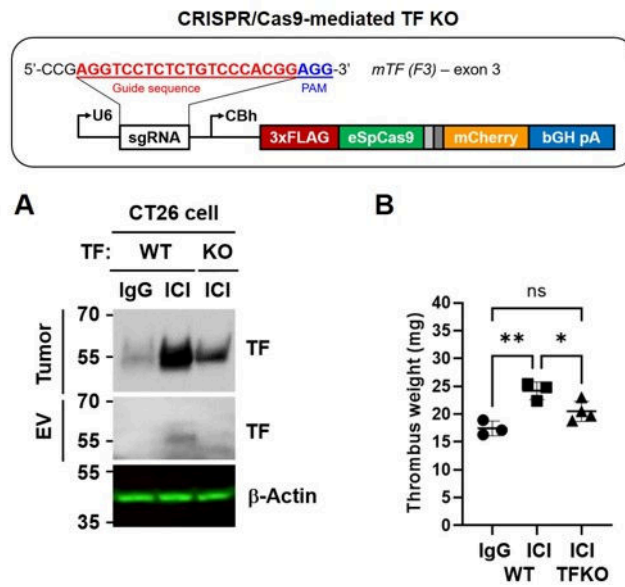 CRISPR/Cas9-mediated TF KO
5'-CCGAGGTCCTCTCTGTCCCACGGAGG-3' mTF (F3) – exon 3
Guide sequence PAM
U6 CBh
sgRNA 3xFLAG eSpCas9 mCherry bGH pA
A
CT26 cell
TF: WT KO
IgG ICI ICI
Tumor
70
55
TF
EV
70
55
TF
55
35
β-Actin
B
Thrombus weight (mg)
40
35
30
25
20
15
10
5
0
ns
** *
IgG ICI ICI
WT TFKO